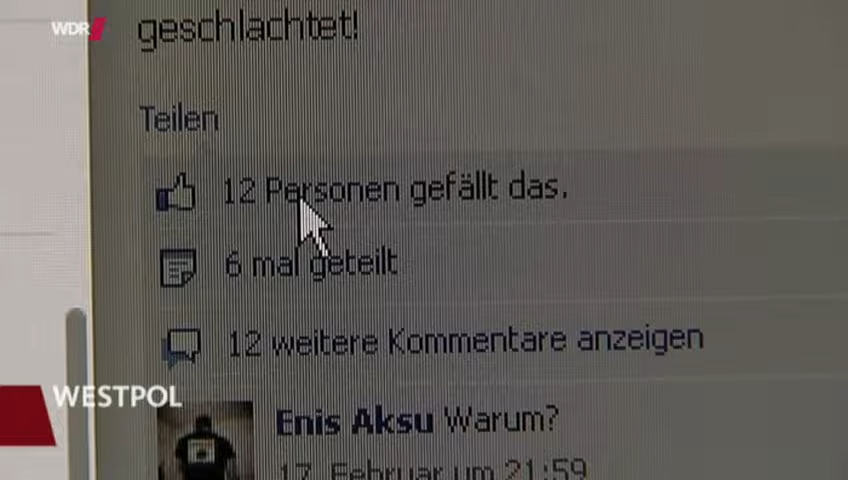 WDR
geschlachtet!
Teilen
12 Personen gefällt das.
6 mal geteilt
12 weitere Kommentare anzeigen
WESTPOL
Enis Aksu Warum?
17. Februar um 21:59